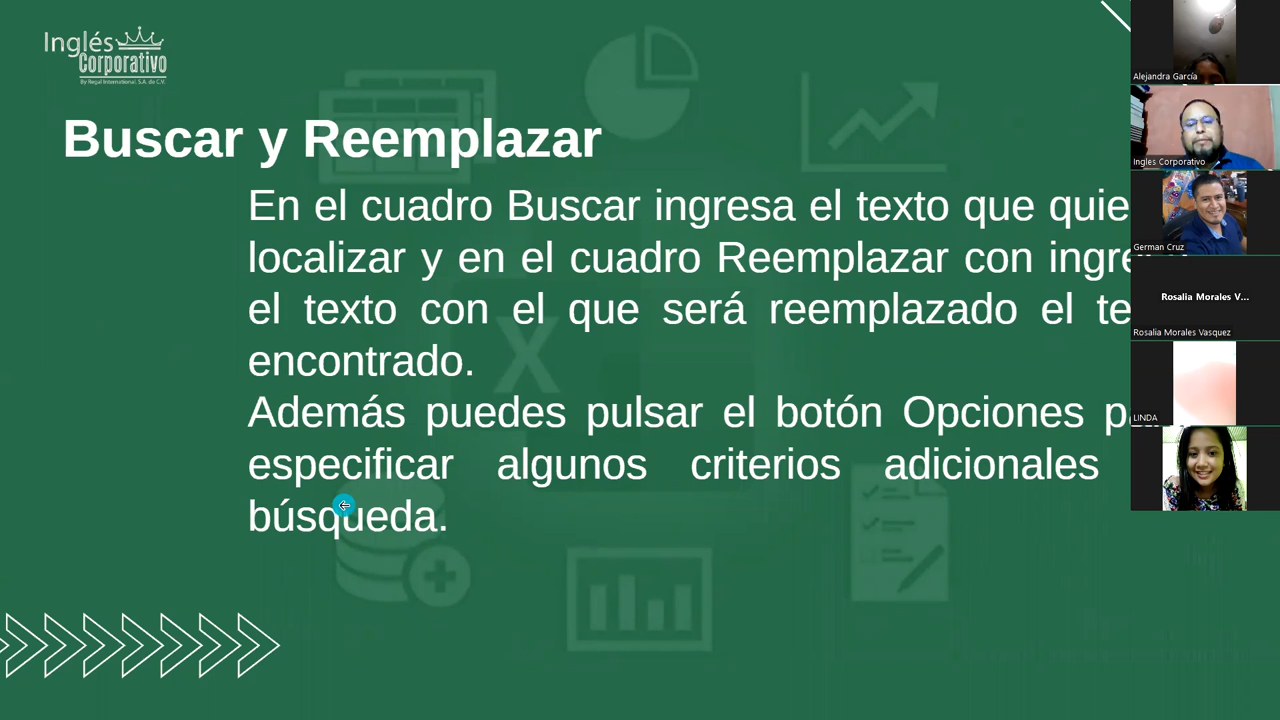 Inglés
Corporativo
By Regal International, S.A. de C.V.
Buscar y Reemplazar
En el cuadro Buscar ingresa el texto que quie
localizar y en el cuadro Reemplazar con ingre
el texto con el que será reemplazado el te
encontrado.
Además puedes pulsar el botón Opciones p
especificar algunos criterios adicionales
búsqueda.
Alejandra García
Ingles Corporativo
German Cruz
Rosalia Morales V...
Rosalia Morales Vasquez
LINDA